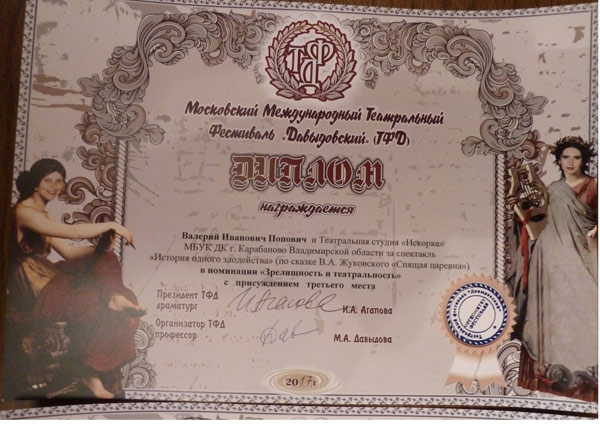 ТФД
Московский Международный Театральный
Фестиваль «Давыдовский» (ТФД)
ДИПЛОМ
награждается
Валерий Иванович Попович и Театральная студия «Искорка»
МБУК ДК г. Карабаново Владимирской области за спектакль
«История одного злодейства» (по сказке В.А. Жуковского «Спящая царевна»)
в номинации «Зрелищность и театральность»
с присуждением третьего места
Президент ТФД
драматург И.А. Агапова
Организатор ТФД
профессор М.А. Давыдова
2017г